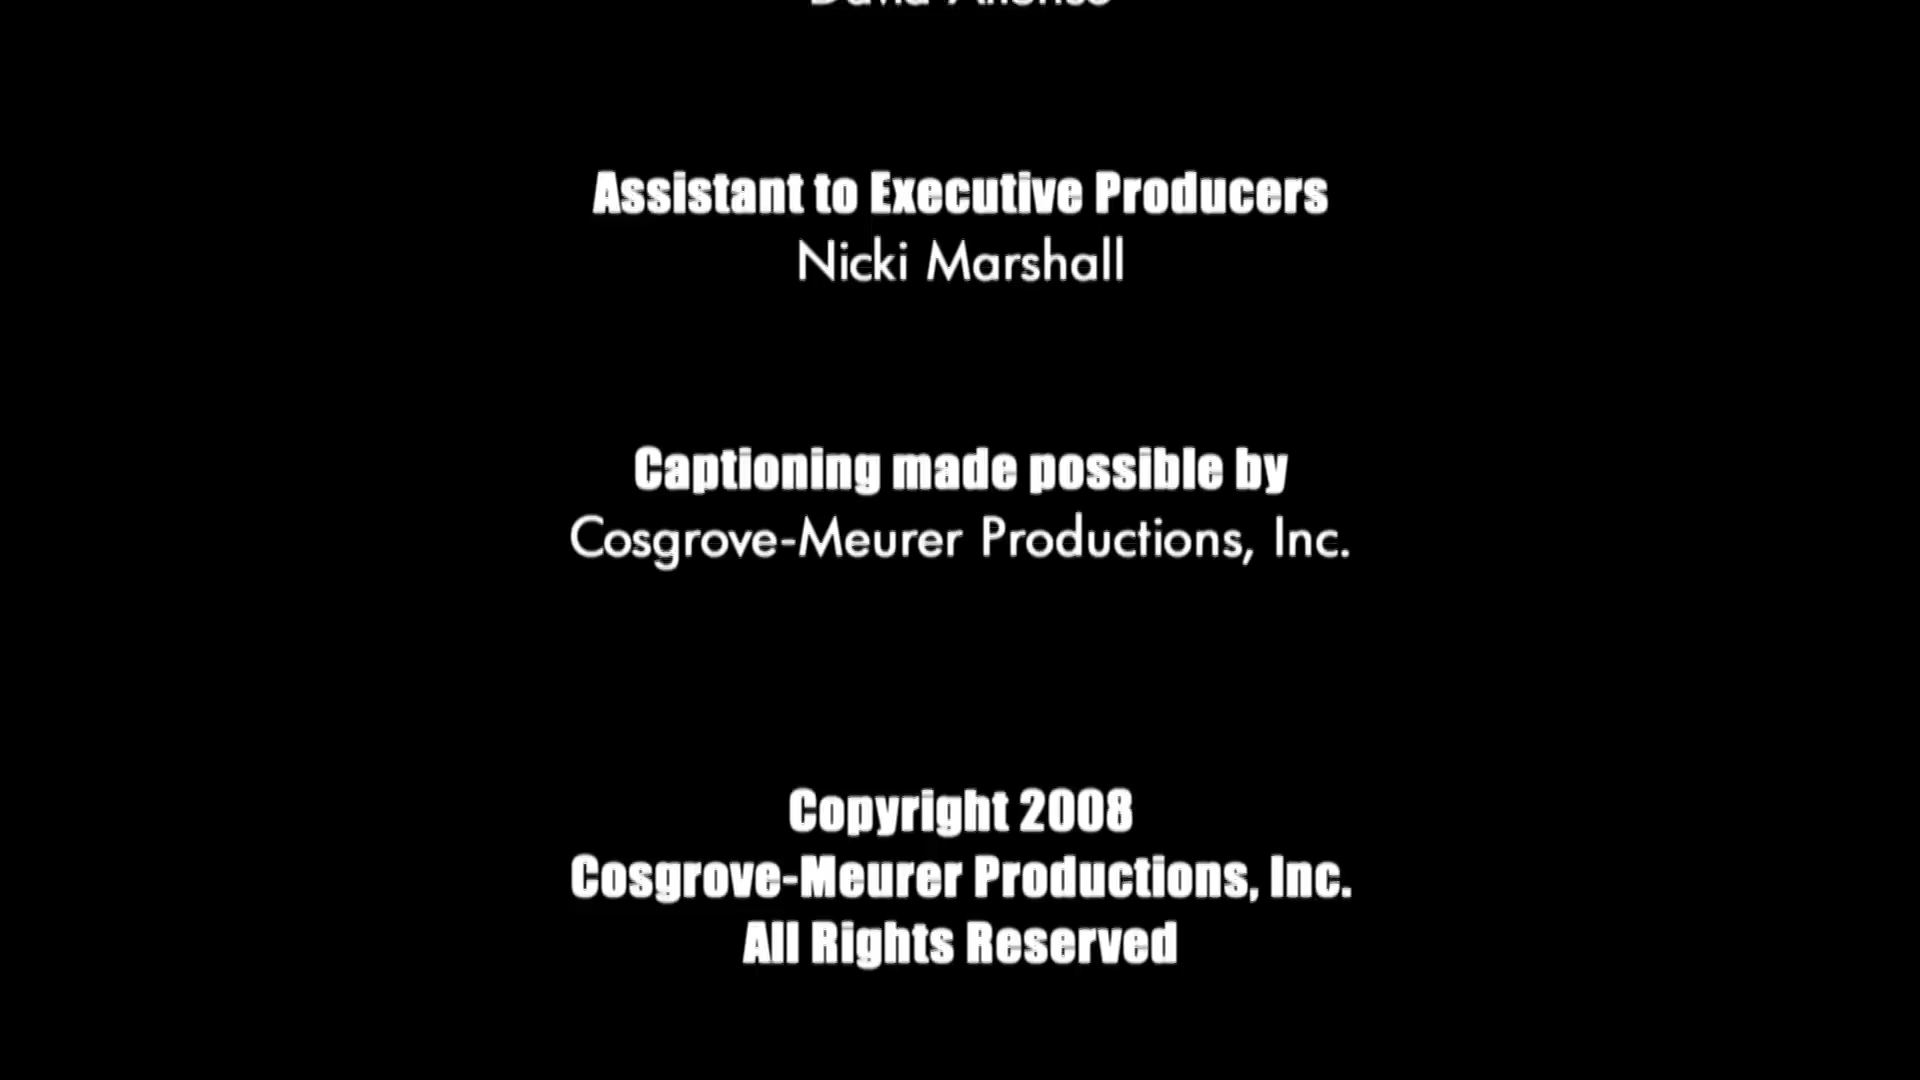 Assistant to Executive Producers
Nicki Marshall
Captioning made possible by
Cosgrove-Meurer Productions, Inc.
Copyright 2008
Cosgrove-Meurer Productions, Inc.
All Rights Reserved